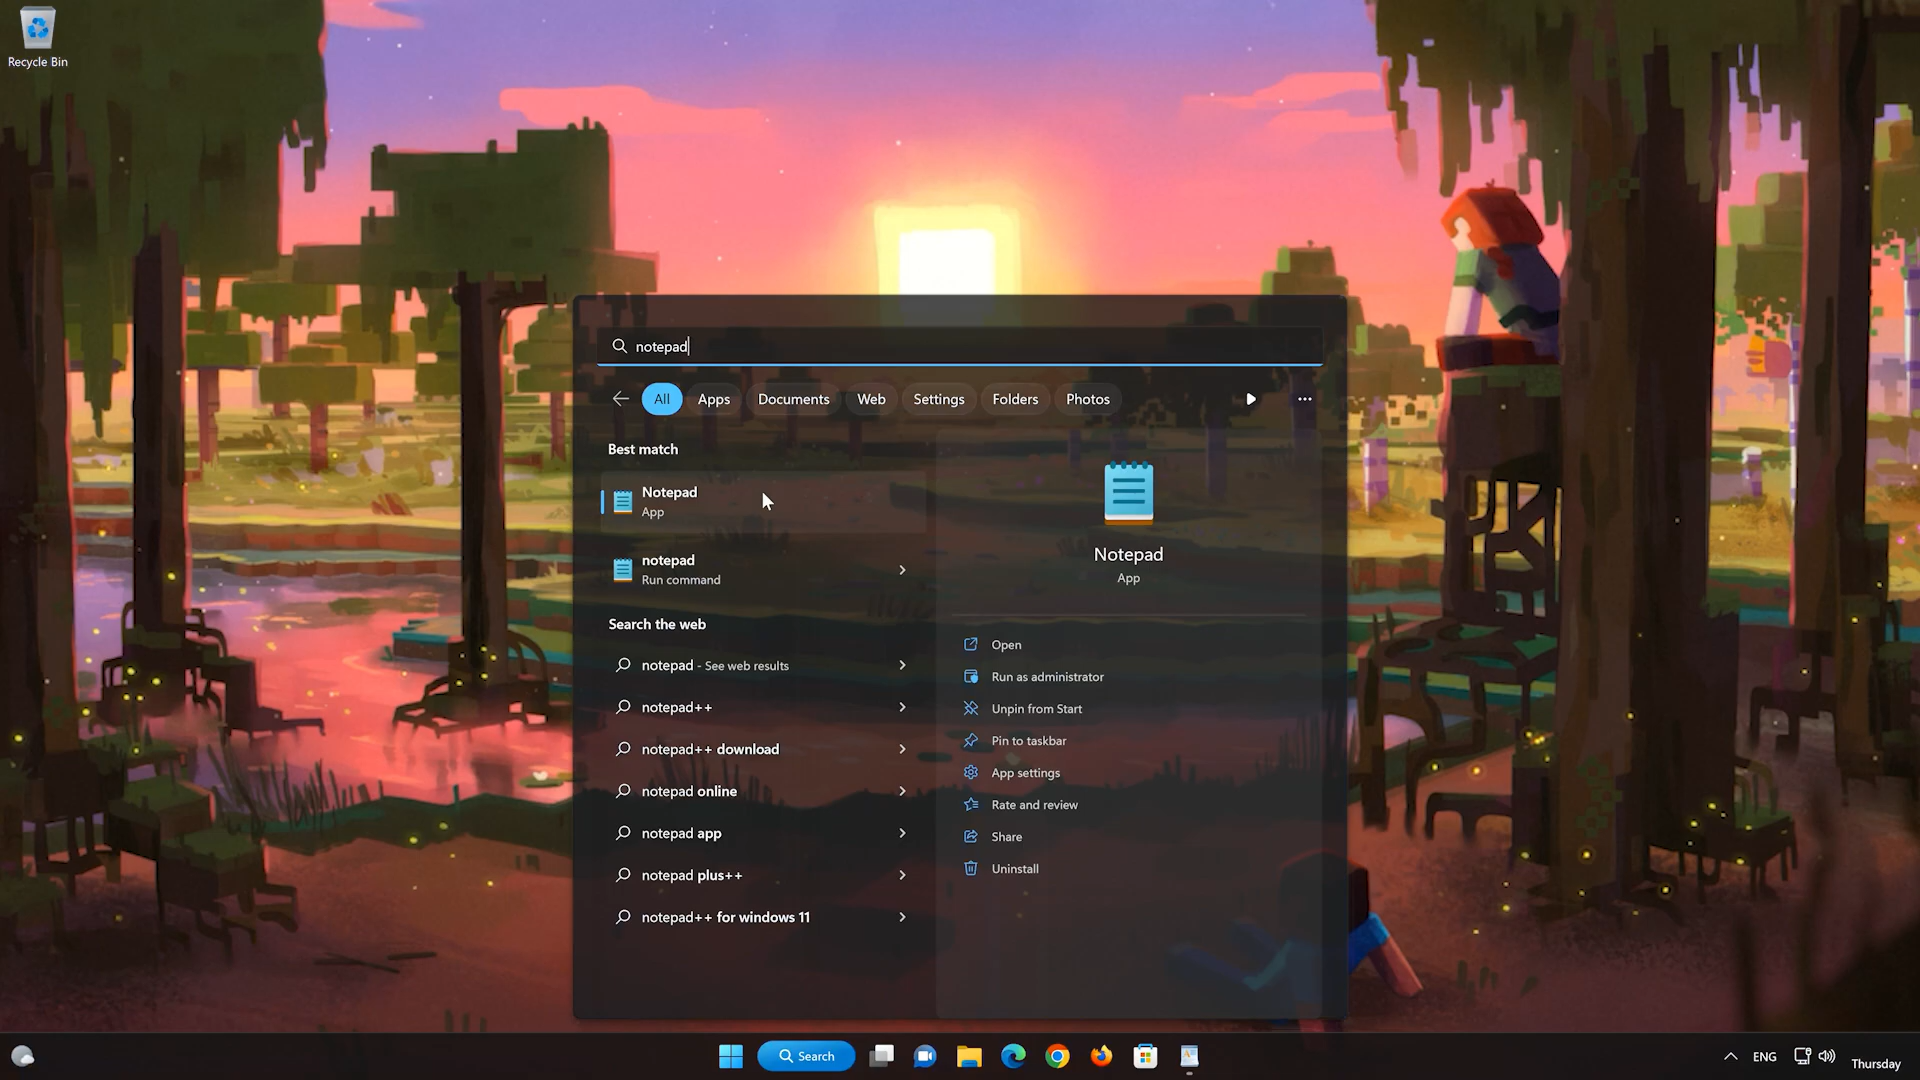 Recycle Bin
notepad
All Apps Documents Web Settings Folders Photos
Best match
Notepad
App
notepad
Run command
Search the web
notepad - See web results
notepad++
notepad++ download
notepad online
notepad app
notepad plus++
notepad++ for windows 11
Notepad
App
Open
Run as administrator
Unpin from Start
Pin to taskbar
App settings
Rate and review
Share
Uninstall
Search
ENG
Thursday